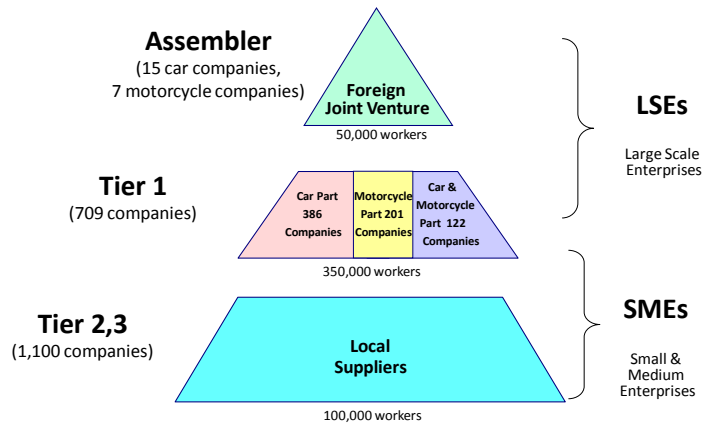 Assembler
(15 car companies,
7 motorcycle companies)
Foreign
Joint Venture
50,000 workers
LSEs
Large Scale
Enterprises
Tier 1
(709 companies)
Car Part
386
Companies
Motorcycle
Part 201
Companies
Car &
Motorcycle
Part 122
Companies
350,000 workers
Tier 2,3
(1,100 companies)
Local
Suppliers
100,000 workers
SMEs
Small &
Medium
Enterprises